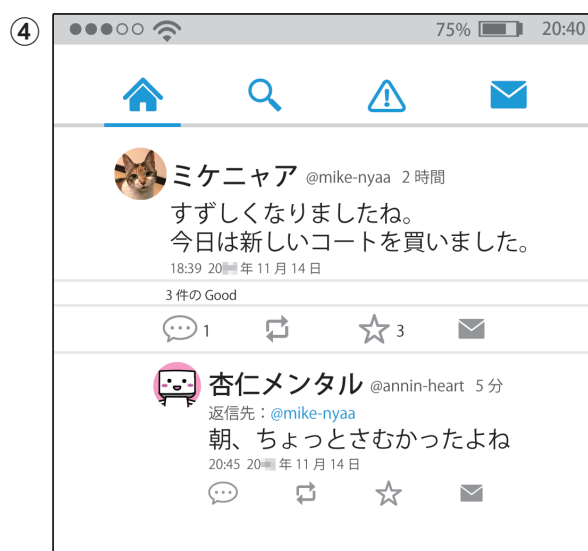 ④
75% 20:40
ミケニャア @mike-nyaa 2 時間
すずしくなりましたね。
今日は新しいコートを買いました。
18:39 20 年 11 月 14 日
3 件の Good
1 3
杏仁メンタル @annin-heart 5 分
返信先：@mike-nyaa
朝、ちょっとさむかったよね
20:45 20 年 11 月 14 日